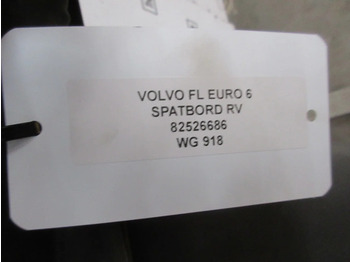 VOLVO FL EURO 6
SPATBORD RV
82526686
WG 918